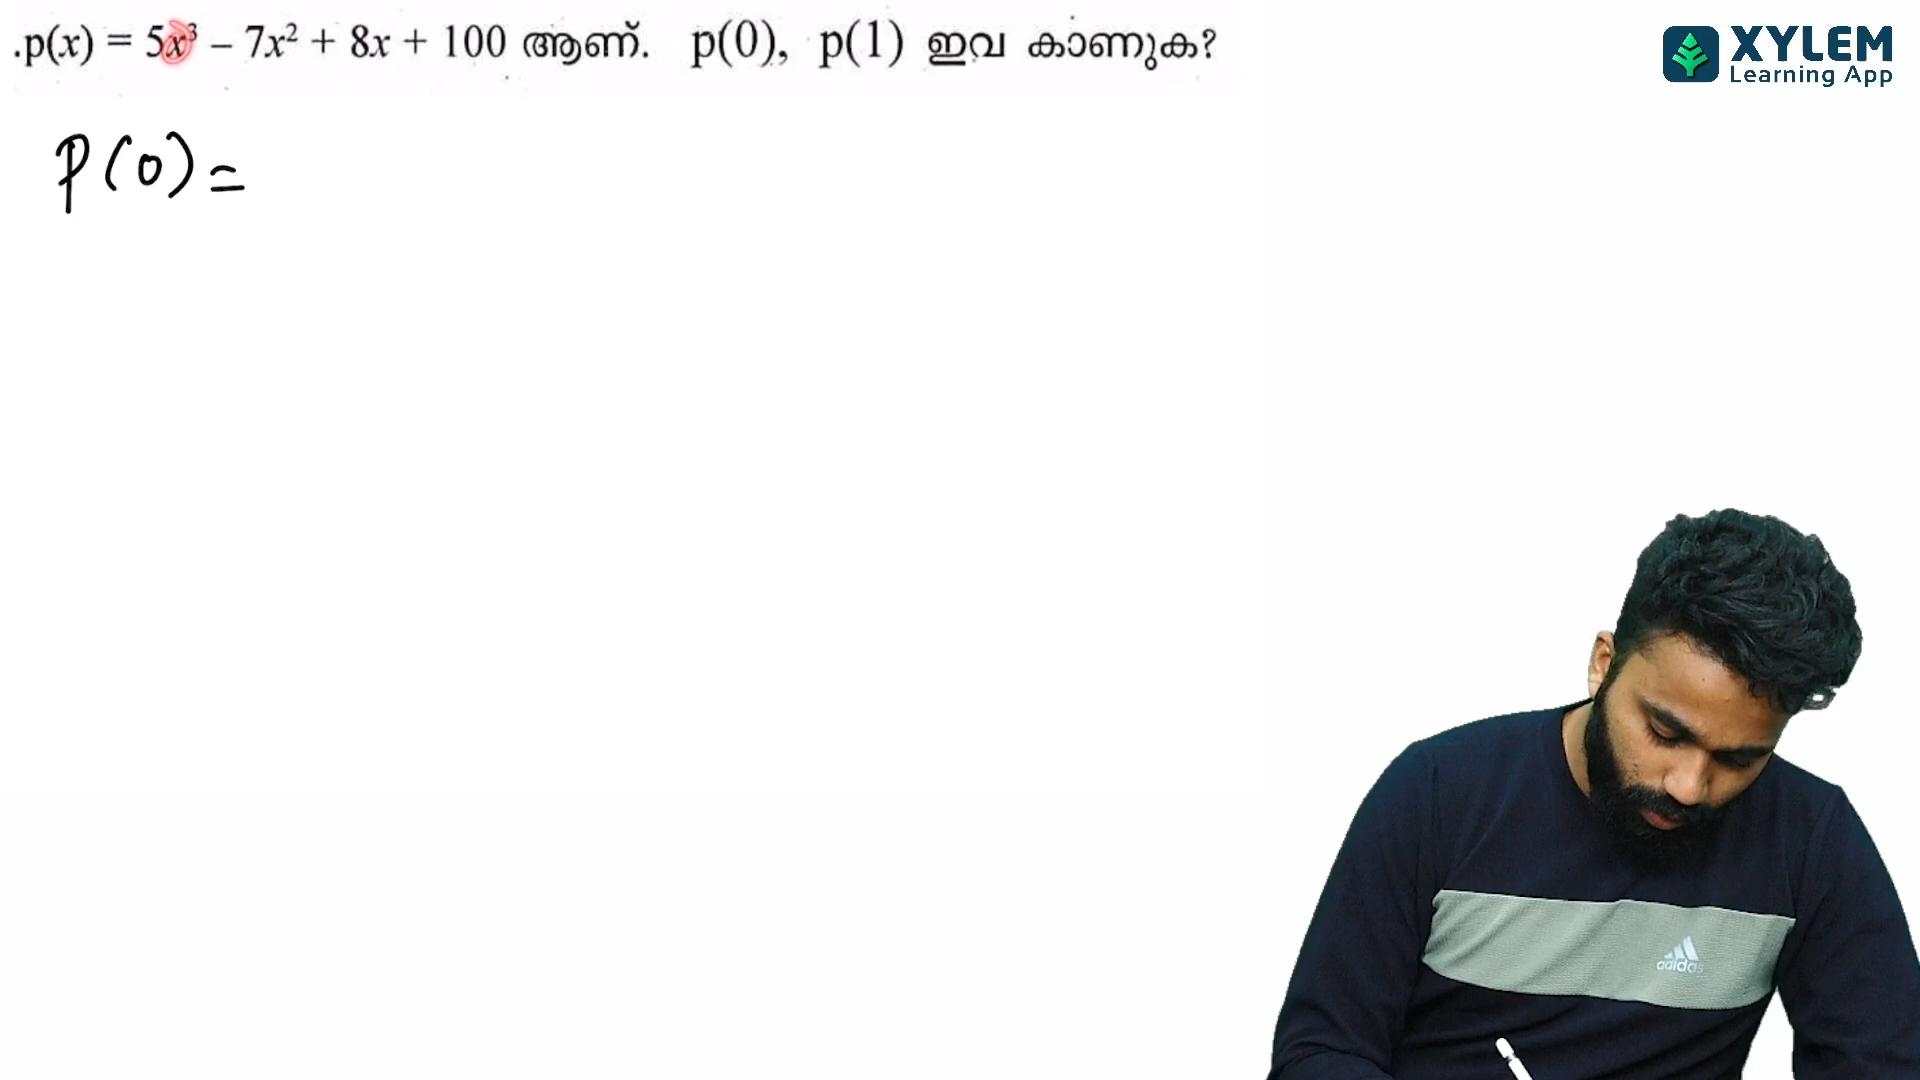 .p(x) = 5x³ – 7x² + 8x + 100 ആണ്. p(0), p(1) ഇവ കാണുക?
XYLEM
Learning App
P(0) =
adidas